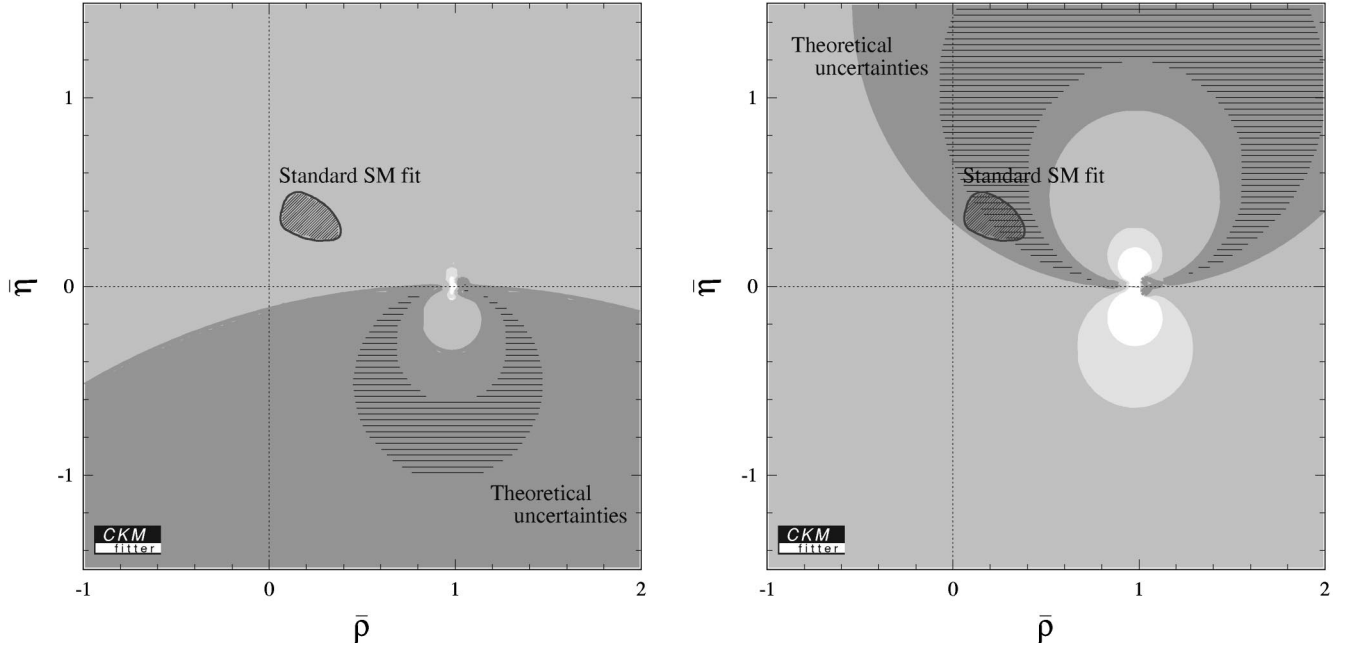 1
0
-1
-1
0
1
2
η̄
ρ̄
Standard SM fit
Theoretical
uncertainties
CKM
fitter
1
0
-1
-1
0
1
2
η̄
ρ̄
Theoretical
uncertainties
Standard SM fit
CKM
fitter